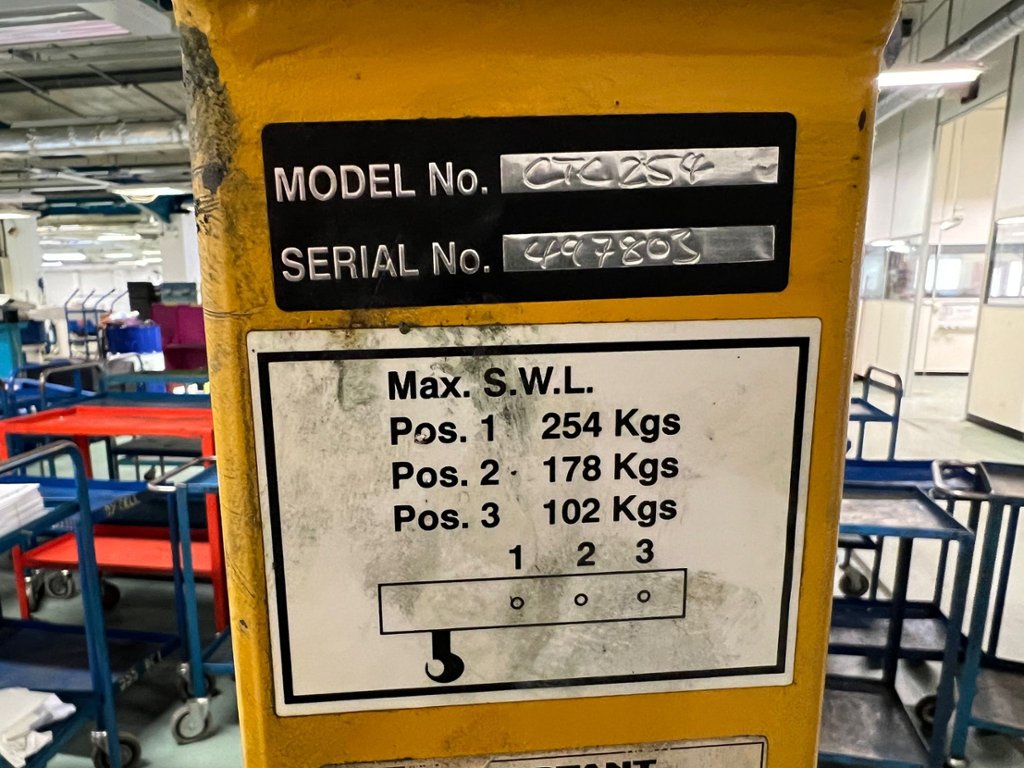 MODEL No. CTC254
SERIAL No. 497803
Max. S.W.L.
Pos. 1 254 Kgs
Pos. 2 178 Kgs
Pos. 3 102 Kgs
1 2 3